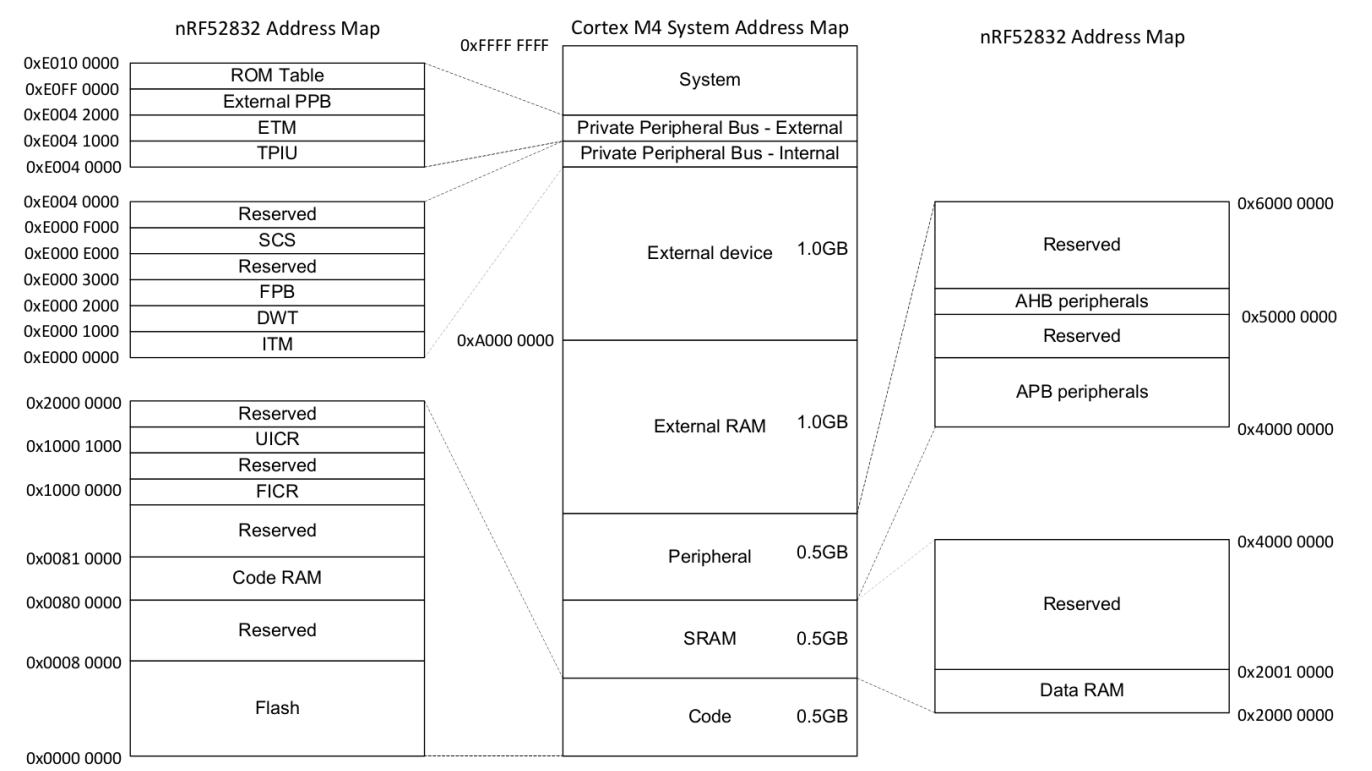 nRF52832 Address Map
0xE010 0000
ROM Table
0xE0FF 0000
External PPB
0xE004 2000
ETM
0xE004 1000
TPIU
0xE004 0000
0xE004 0000
Reserved
0xE000 F000
SCS
0xE000 E000
Reserved
0xE000 3000
FPB
0xE000 2000
DWT
0xE000 1000
ITM
0xE000 0000
0x2000 0000
Reserved
UICR
0x1000 1000
Reserved
0x1000 0000
FICR
Reserved
0x0081 0000
Code RAM
0x0080 0000
Reserved
0x0008 0000
Flash
0x0000 0000
Cortex M4 System Address Map
0xFFFF FFFF
System
Private Peripheral Bus - External
Private Peripheral Bus - Internal
External device 1.0GB
0xA000 0000
External RAM 1.0GB
Peripheral 0.5GB
SRAM 0.5GB
Code 0.5GB
nRF52832 Address Map
0x6000 0000
Reserved
AHB peripherals
0x5000 0000
Reserved
APB peripherals
0x4000 0000
0x4000 0000
Reserved
0x2001 0000
Data RAM
0x2000 0000